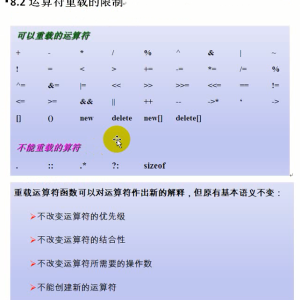 •8.2 运算符重载的限制
可以重载的运算符
+ - * / % ^ & | ~
! = < > += -= *= /= %
^= &= |= << >> >>= <<= == !=
<= >= && || ++ -- ->* ‘ ->
[] () new delete new[] delete[]
不能重载的算符
. :: .* ?: sizeof
重载运算符函数可以对运算符作出新的解释，但原有基本语义不变：
➢不改变运算符的优先级
➢不改变运算符的结合性
➢不改变运算符所需要的操作数
➢不能创建新的运算符